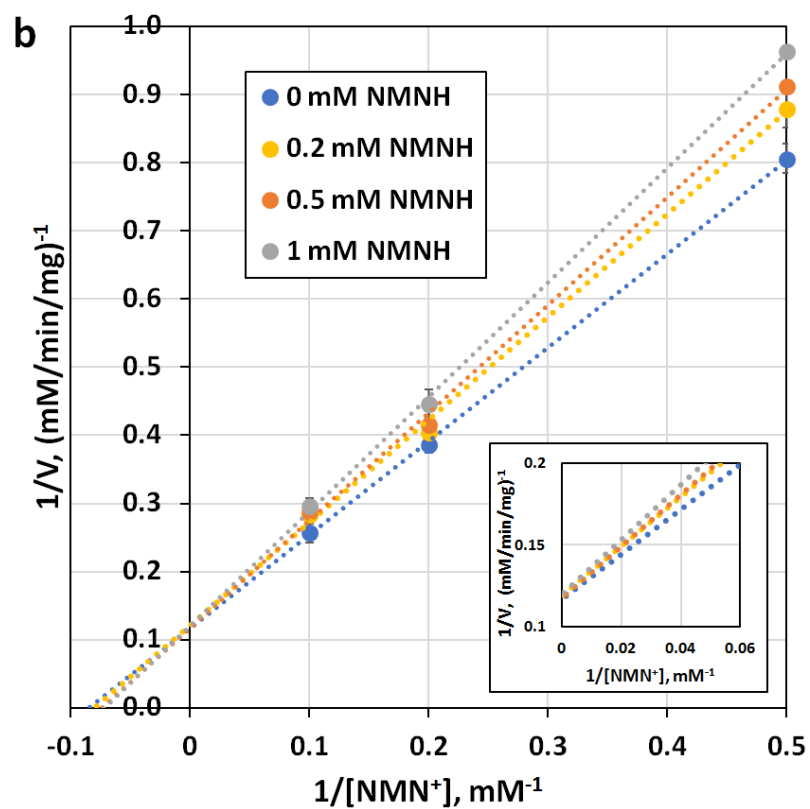 b
1.0
0.9
0.8
0.7
0.6
0.5
0.4
0.3
0.2
0.1
0.0
1/V, (mM/min/mg)-1
0 mM NMNH
0.2 mM NMNH
0.5 mM NMNH
1 mM NMNH
0.2
0.15
0.1
1/V, (mM/min/mg)-1
0
0.02
0.04
0.06
1/[NMN+], mM-1
-0.1
0
0.1
0.2
0.3
0.4
0.5
1/[NMN+], mM-1